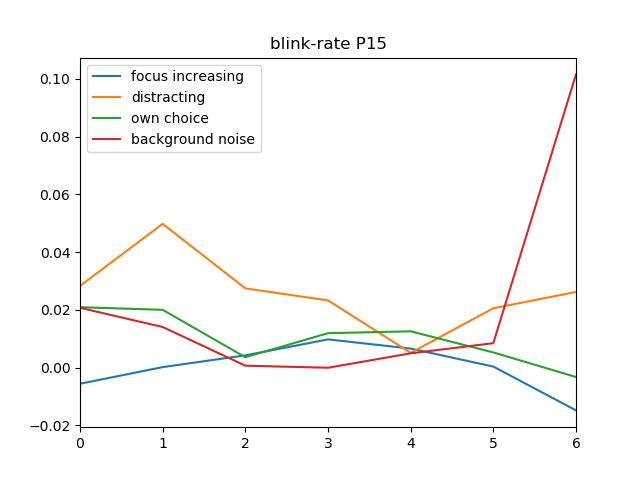 blink-rate P15
focus increasing
distracting
own choice
background noise
0.10
0.08
0.06
0.04
0.02
0.00
−0.02
0 1 2 3 4 5 6